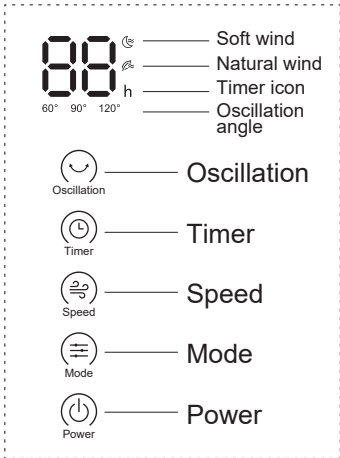 88
Soft wind
Natural wind
h Timer icon
60° 90° 120° Oscillation
angle
Oscillation
Oscillation
Timer
Timer
Speed
Speed
Mode
Mode
Power
Power